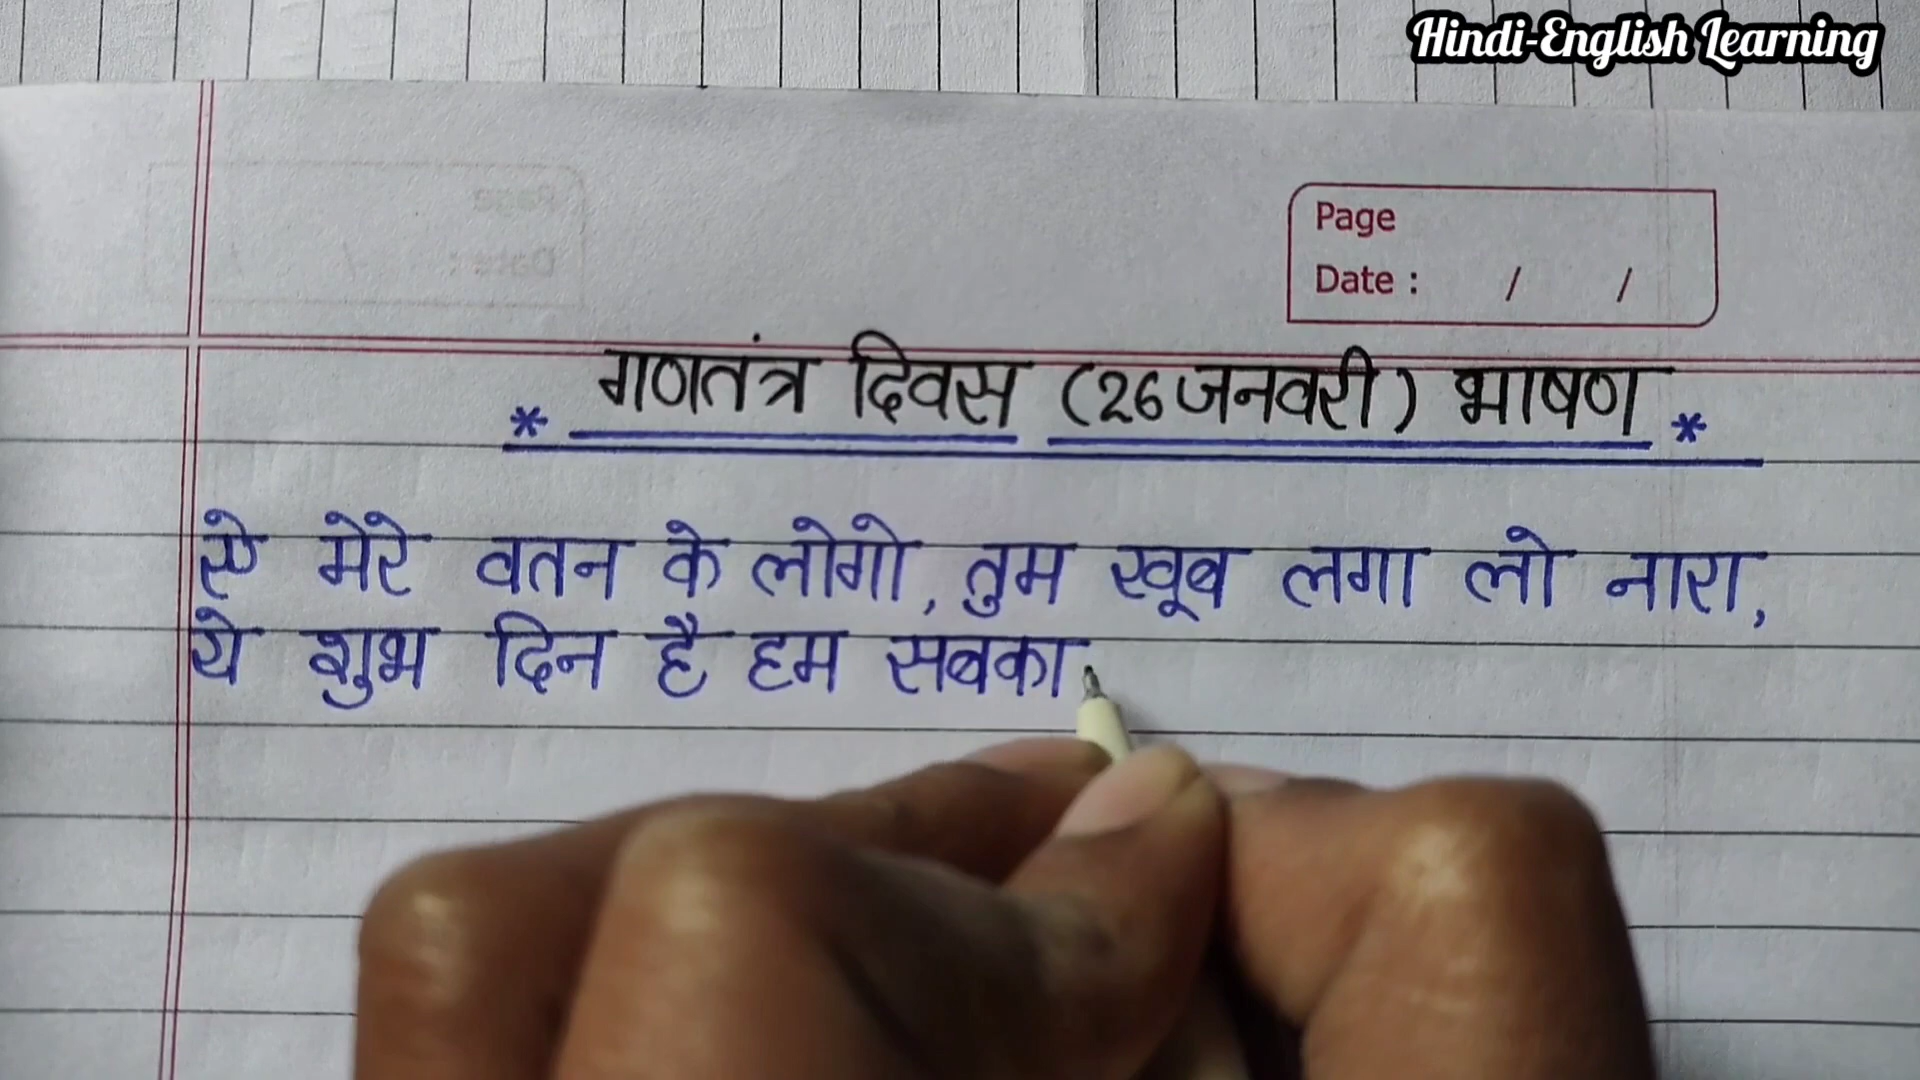 Hindi-English Learning
Page
Date : / /
* गणतंत्र दिवस (26 जनवरी) भाषण *
ऐ मेरे वतन के लोगो, तुम खूब लगा लो नारा,
ये शुभ दिन है हम सबका